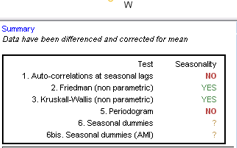 W
Summary
Data have been differenced and corrected for mean
Test Seasonality
1. Auto-correlations at seasonal lags NO
2. Friedman (non parametric) YES
3. Kruskall-Wallis (non parametric) YES
5. Periodogram NO
6. Seasonal dummies ?
6bis. Seasonal dummies (AMI) ?